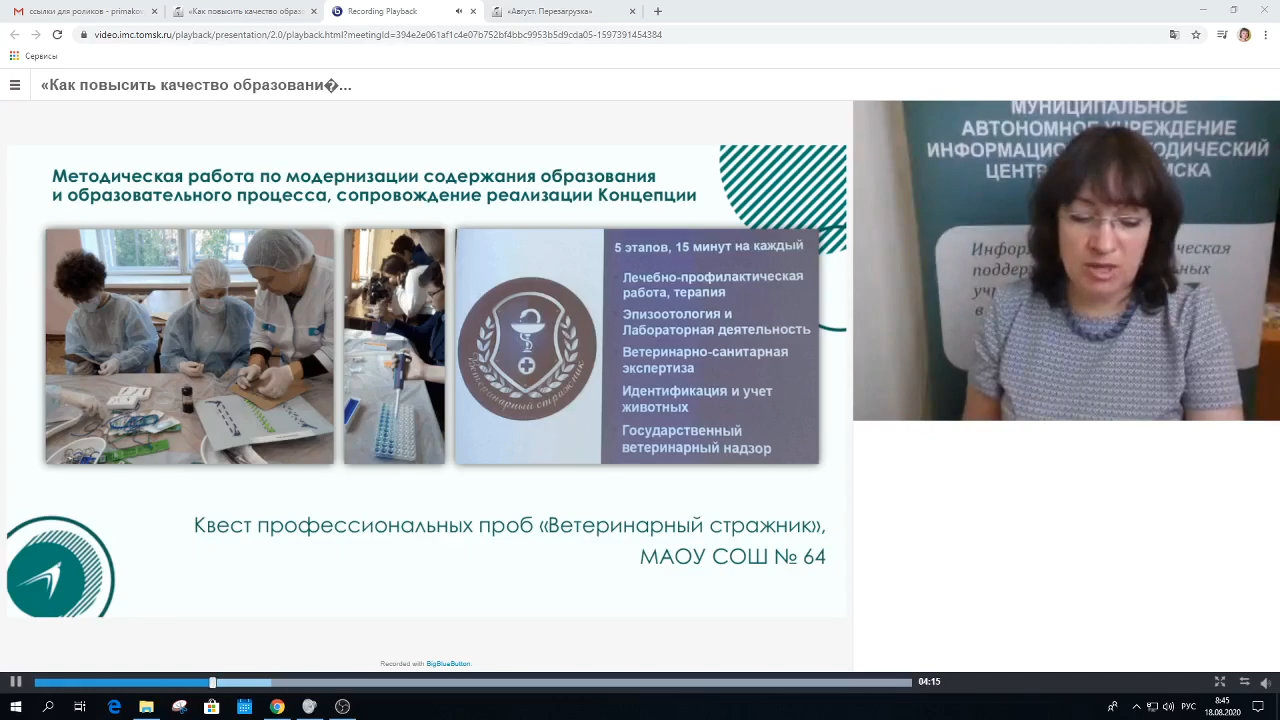 ссылки для роликов - primakov
«Как повысить качество образо
Recording Playback
«Август. Перезагрузка»
video.imc.tomsk.ru/playback/presentation/2.0/playback.html?meetingId=394e2e061af1c4e07b752bf4bbc9953b5d9cda05-1597391454384
Сервисы
«Как повысить качество образовани�...
Методическая работа по модернизации содержания образования
и образовательного процесса, сопровождение реализации Концепции
5 этапов, 15 минут на каждый
Лечебно-профилактическая
работа, терапия
Эпизоотология и
Лабораторная деятельность
Ветеринарно-санитарная
экспертиза
Идентификация и учет
животных
Государственный
ветеринарный надзор
Ветеринарный стражник
Квест профессиональных проб «Ветеринарный стражник»,
МАОУ СОШ № 64
МУНИЦИПАЛЬНОЕ
АВТОНОМНОЕ УЧРЕЖДЕНИЕ
Recorded with BigBlueButton.
04:15
РУС
8:45
18.08.2020